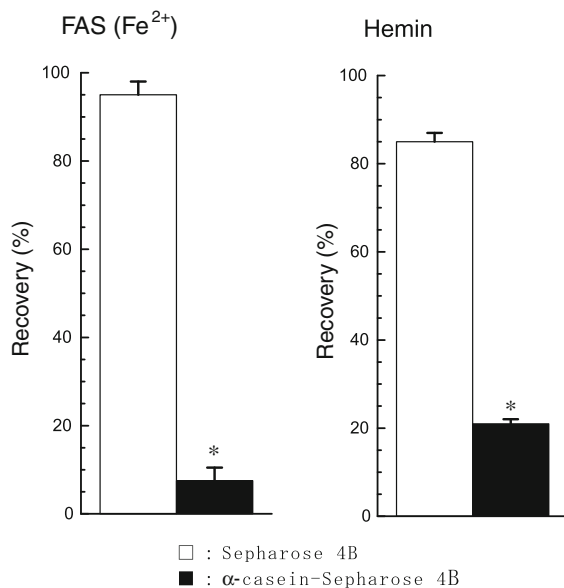 FAS (Fe²⁺)
Hemin
Recovery (%)
100
80
60
40
20
0
*
Recovery (%)
100
80
60
40
20
0
*
: Sepharose 4B
: α-casein-Sepharose 4B